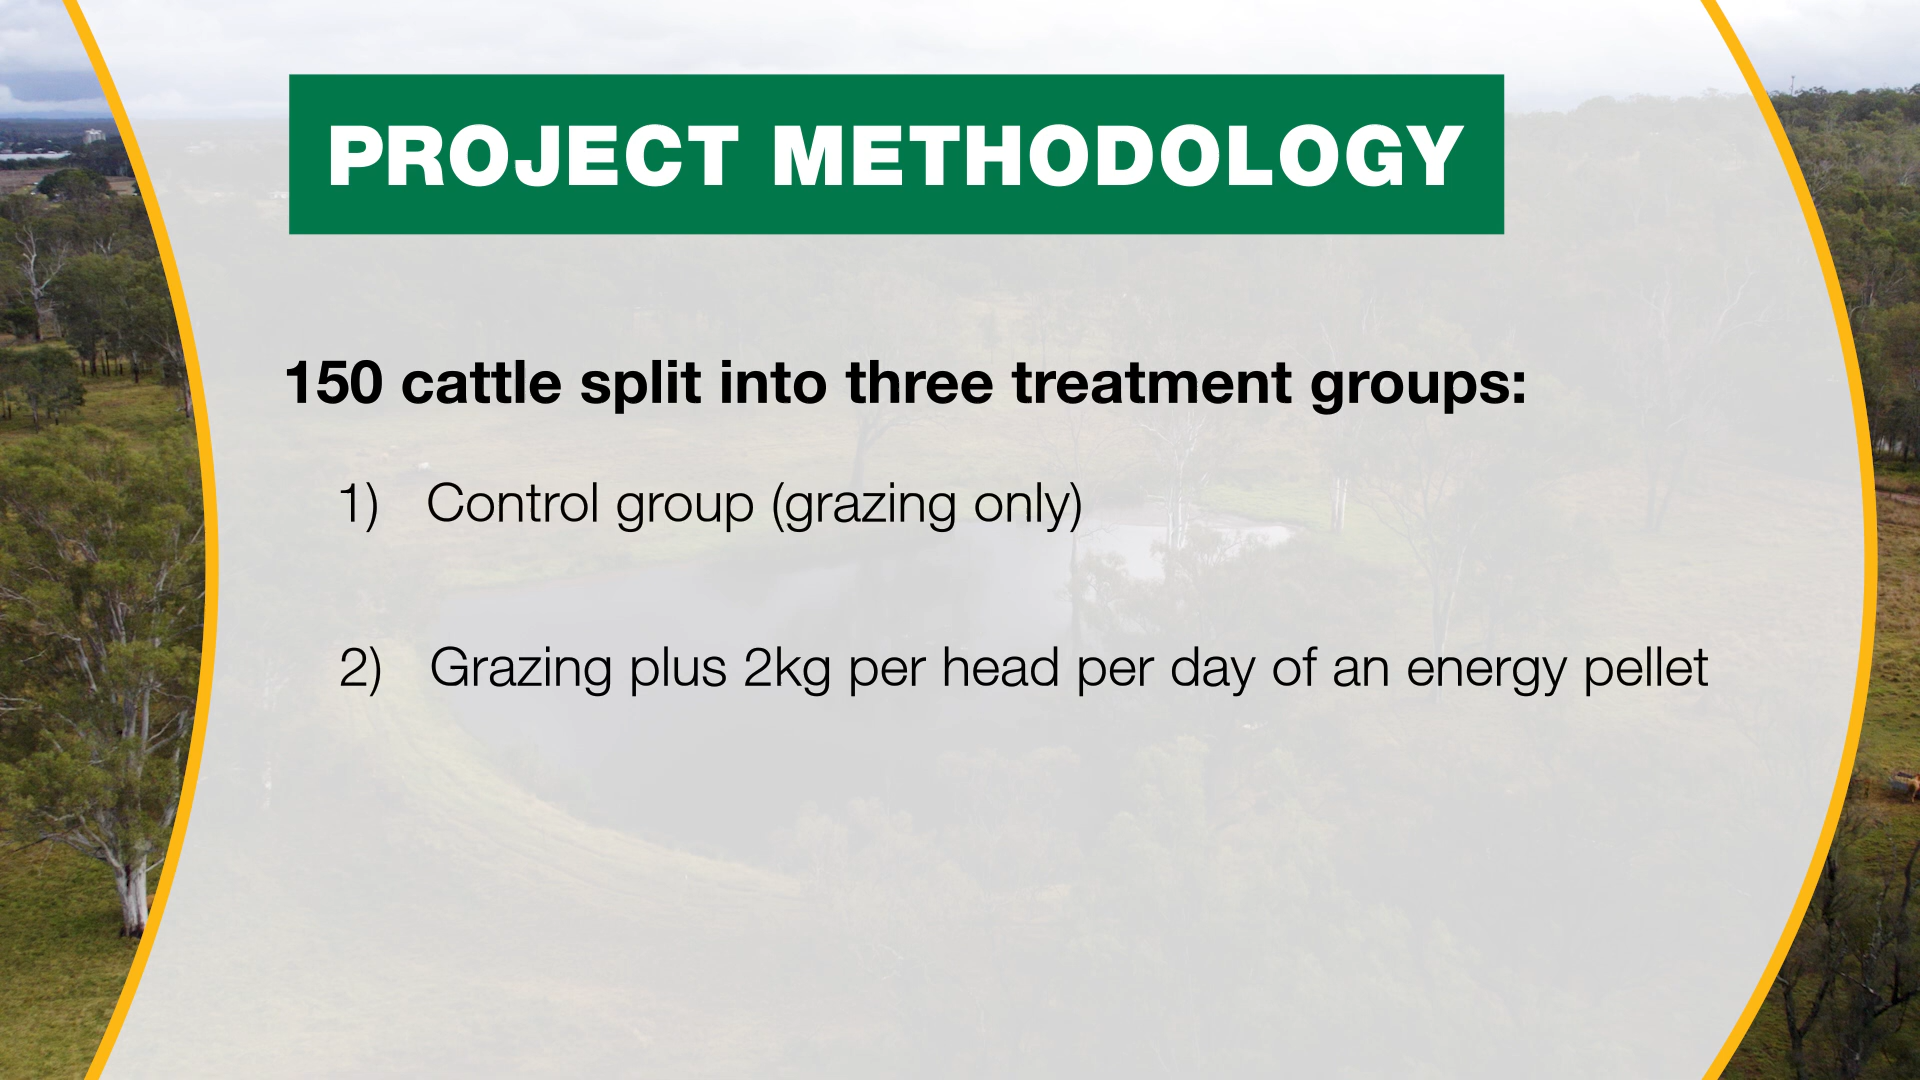 PROJECT METHODOLOGY
150 cattle split into three treatment groups:
1) Control group (grazing only)
2) Grazing plus 2kg per head per day of an energy pellet